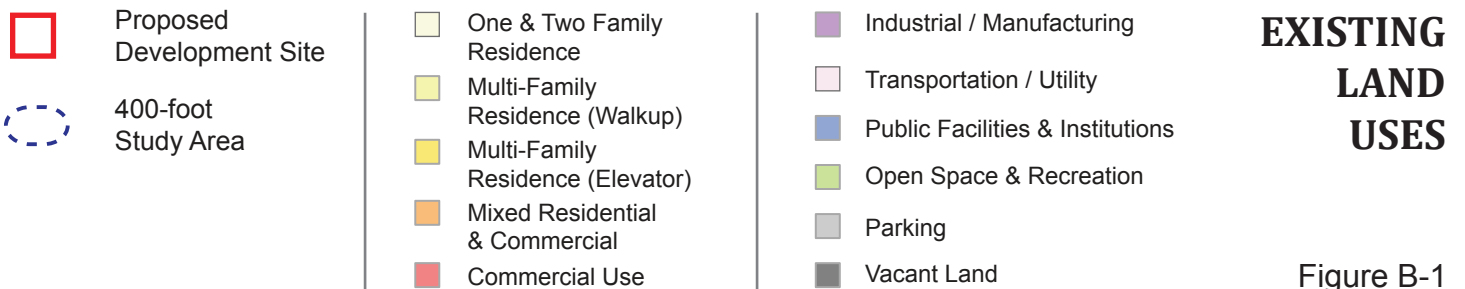 Proposed
Development Site
400-foot
Study Area
One & Two Family
Residence
Multi-Family
Residence (Walkup)
Multi-Family
Residence (Elevator)
Mixed Residential
& Commercial
Commercial Use
Industrial / Manufacturing
Transportation / Utility
Public Facilities & Institutions
Open Space & Recreation
Parking
Vacant Land
EXISTING
LAND
USES
Figure B-1